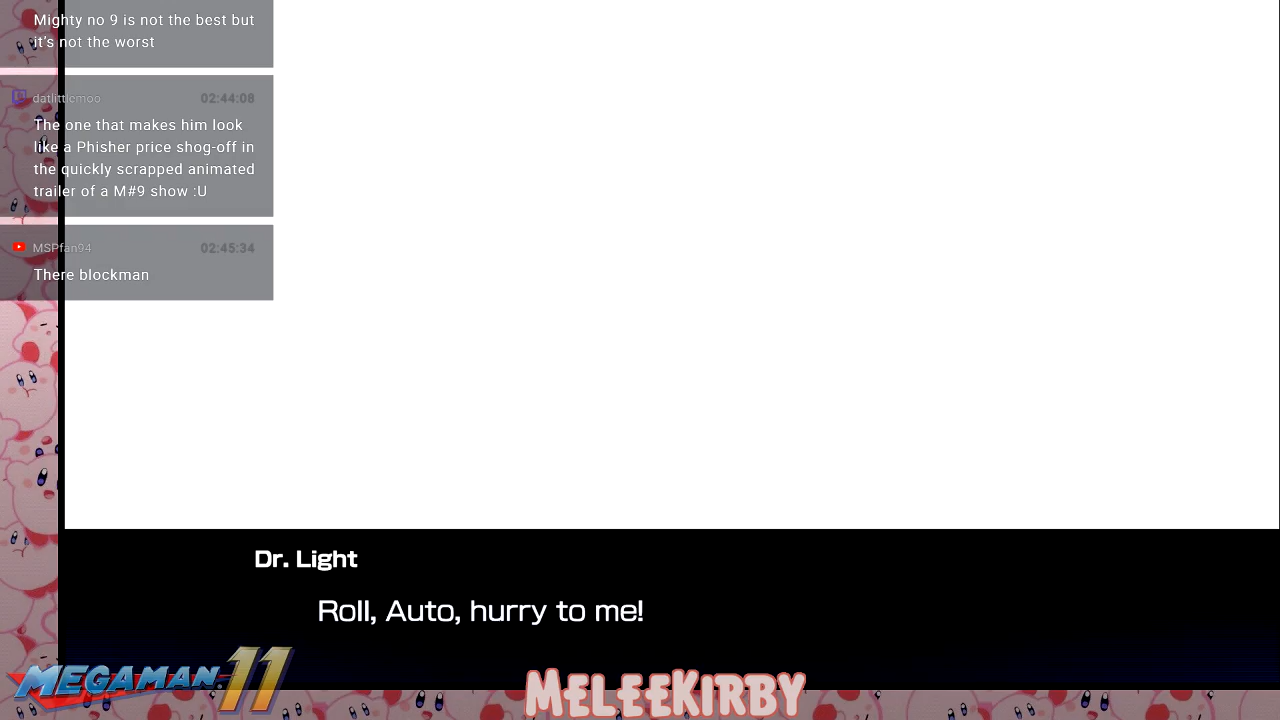 Mighty no 9 is not the best but
it's not the worst
datlittlemoo 02:44:08
The one that makes him look
like a Phisher price shog-off in
the quickly scrapped animated
trailer of a M#9 show :U
MSPfan94 02:45:34
There blockman
Dr. Light
Roll, Auto, hurry to me!
MEGAMAN 11
MELEEKIRBY